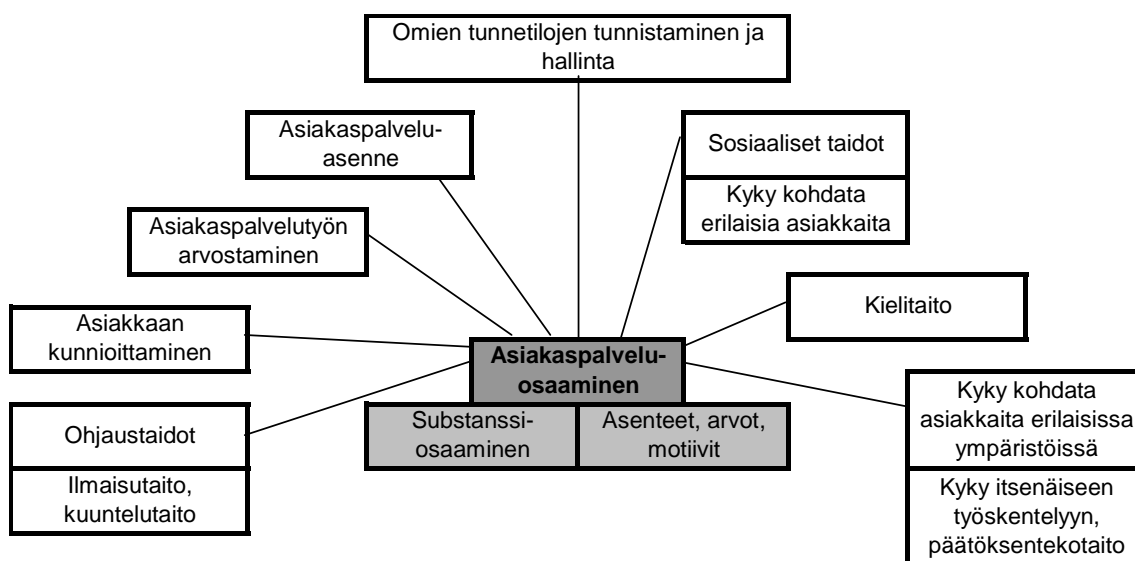 Omien tunnetilojen tunnistaminen ja
hallinta
Asiakaspalvelu-
asenne
Sosiaaliset taidot
Kyky kohdata
erilaisia asiakkaita
Asiakaspalvelutyön
arvostaminen
Kielitaito
Asiakkaan
kunnioittaminen
Asiakaspalvelu-
osaaminen
Substanssi-
osaaminen
Asenteet, arvot,
motiivit
Ohjaustaidot
Ilmaisutaito,
kuuntelutaito
Kyky kohdata
asiakkaita erilaisissa
ympäristöissä
Kyky itsenäiseen
työskentelyyn,
päätöksentekotaito